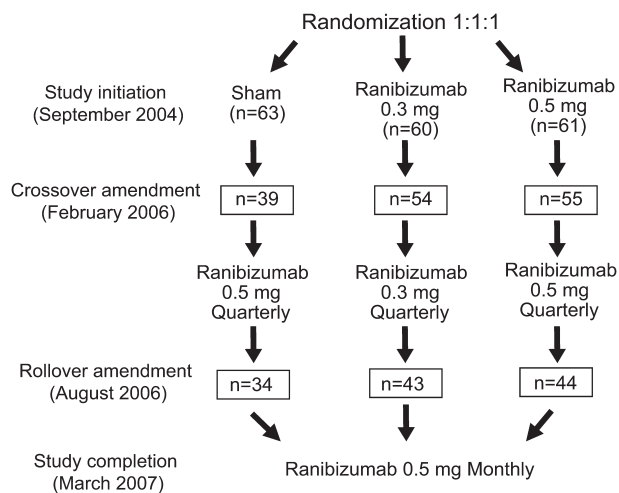 Randomization 1:1:1
Study initiation
(September 2004)
Sham
(n=63)
Ranibizumab
0.3 mg
(n=60)
Ranibizumab
0.5 mg
(n=61)
Crossover amendment
(February 2006)
n=39
n=54
n=55
Ranibizumab
0.5 mg
Quarterly
Ranibizumab
0.3 mg
Quarterly
Ranibizumab
0.5 mg
Quarterly
Rollover amendment
(August 2006)
n=34
n=43
n=44
Study completion
(March 2007)
Ranibizumab 0.5 mg Monthly